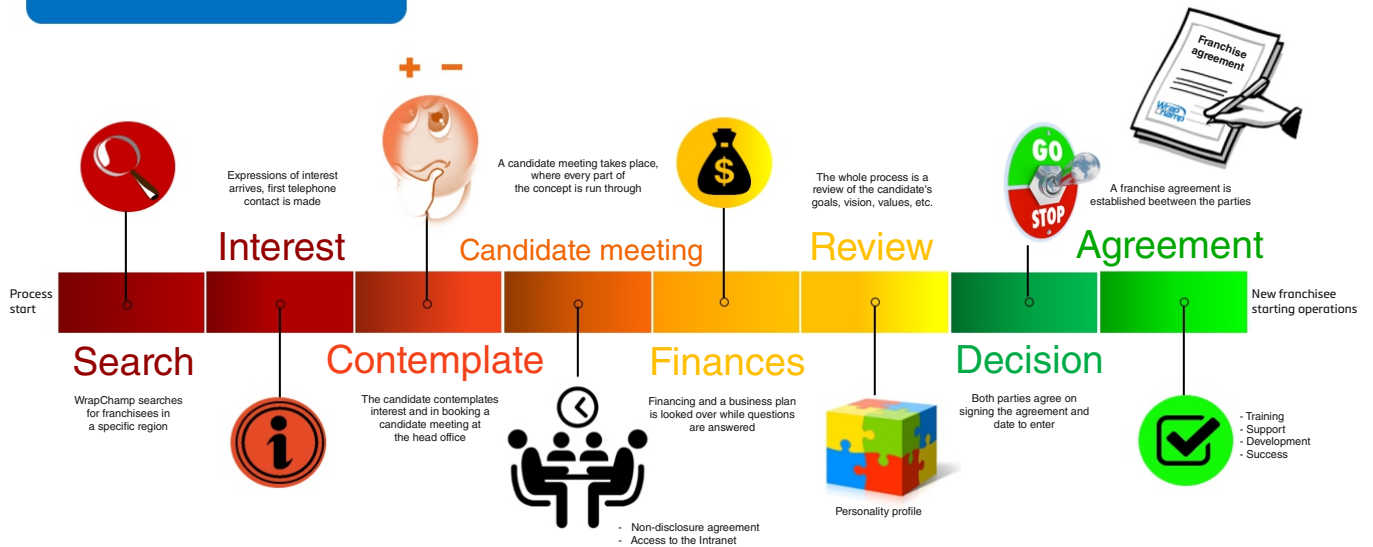 Franchise
agreement
Wrap
Champ
+ -
GO
STOP
$
Expressions of interest
arrives, first telephone
contact is made
Interest
A candidate meeting takes place,
where every part of
the concept is run through
Candidate meeting
The whole process is a
review of the candidate's
goals, vision, values, etc.
Review
A franchise agreement is
established beetween the parties
Agreement
Process
start
New franchisee
starting operations
Search
WrapChamp searches
for franchisees in
a specific region
i
Contemplate
The candidate contemplates
interest and in booking a
candidate meeting at
the head office
- Non-disclosure agreement
- Access to the Intranet
Finances
Financing and a business plan
is looked over while questions
are answered
Personality profile
Decision
Both parties agree on
signing the agreement and
date to enter
- Training
- Support
- Development
- Success